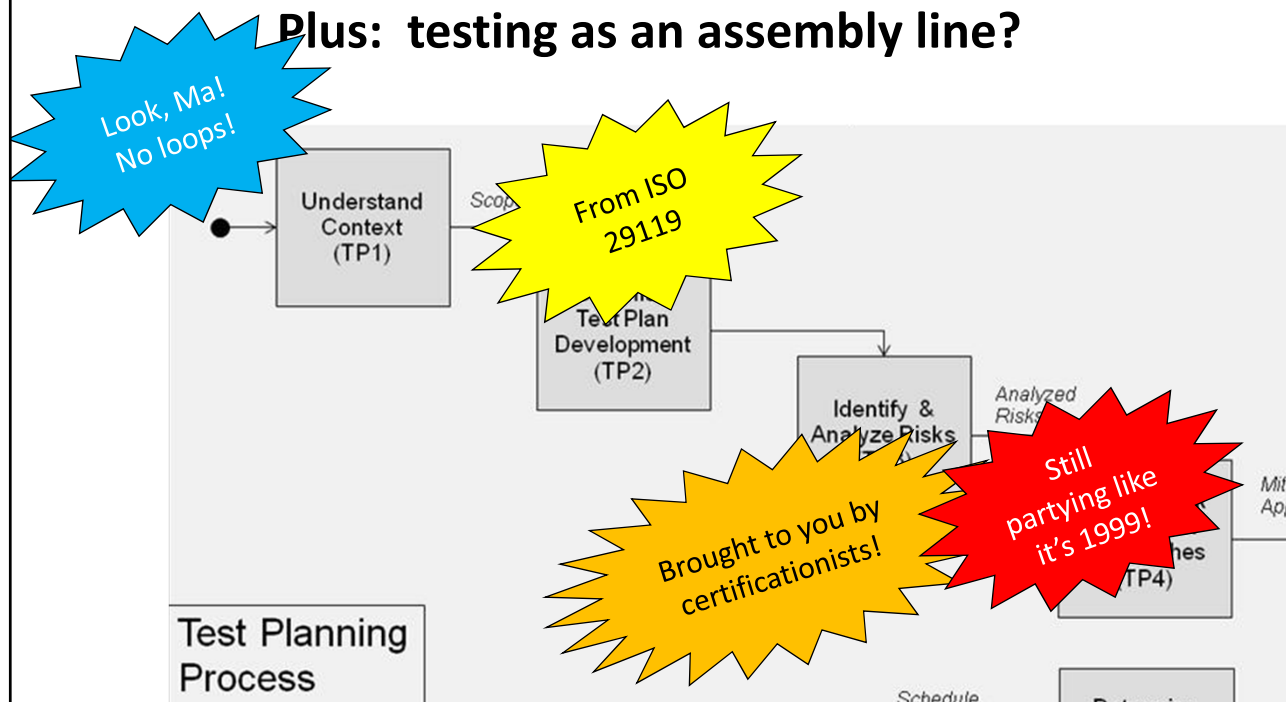 Plus: testing as an assembly line?
Look, Ma!
No loops!
From ISO
29119
Understand
Context
(TP1)
Test Plan
Development
(TP2)
Identify &
Analyze Risks
Analyzed
Risks
Still
partying like
it's 1999!
Brought to you by
certificationists!
(TP4)
Test Planning
Process
Schedule